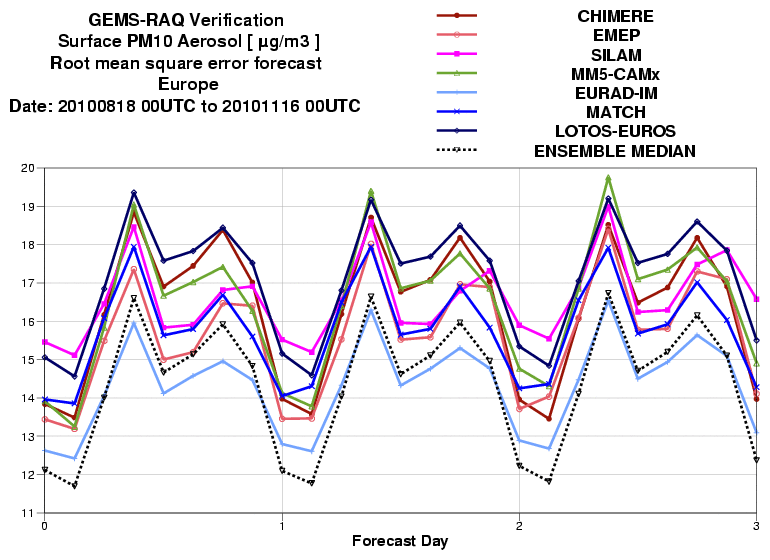 GEMS-RAQ Verification
Surface PM10 Aerosol [ µg/m3 ]
Root mean square error forecast
Europe
Date: 20100818 00UTC to 20101116 00UTC
CHIMERE
EMEP
SILAM
MM5-CAMx
EURAD-IM
MATCH
LOTOS-EUROS
ENSEMBLE MEDIAN
20
19
18
17
16
15
14
13
12
11
0 1 2 3
Forecast Day